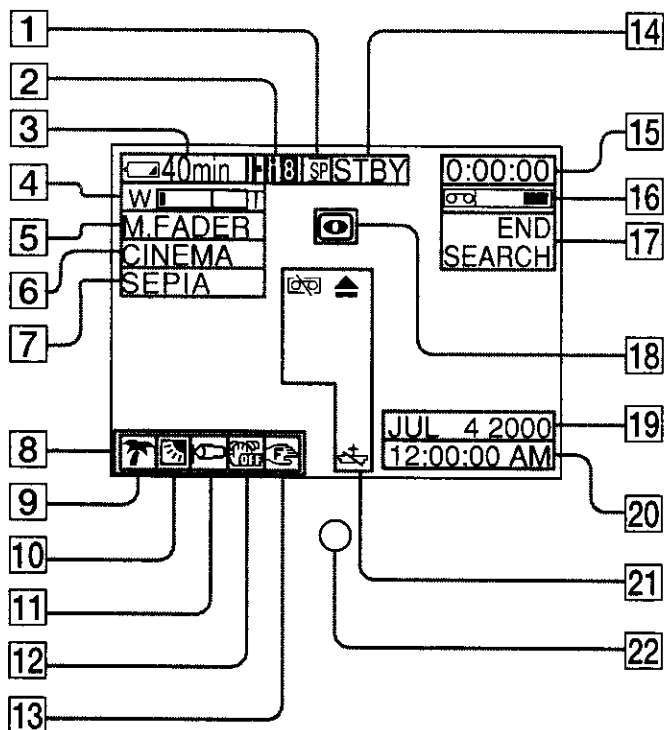 1
2
3
4
5
6
7
8
9
10
11
12
13
14
15
16
17
18
19
20
21
22
40min
Hi8
SP
STBY
W T
M.FADER
CINEMA
SEPIA
0:00:00
END
SEARCH
OFF
F
JUL 4 2000
12:00:00 AM